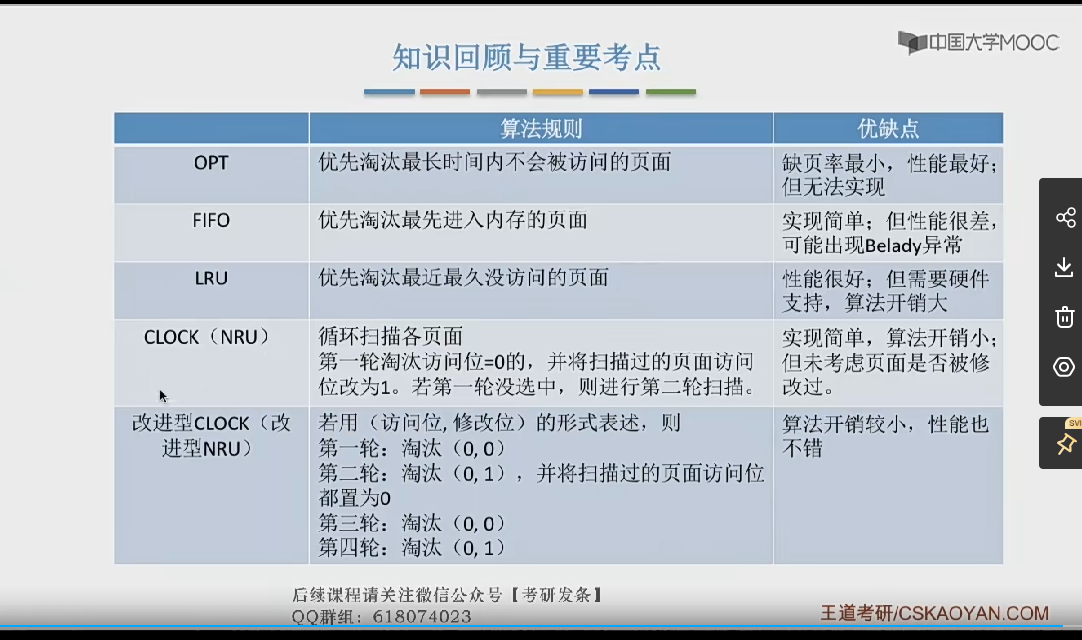 中国大学MOOC
知识回顾与重要考点
算法规则 优缺点
OPT 优先淘汰最长时间内不会被访问的页面 缺页率最小，性能最好；
但无法实现
FIFO 优先淘汰最先进入内存的页面 实现简单；但性能很差，
可能出现Belady异常
LRU 优先淘汰最近最久没访问的页面 性能很好；但需要硬件
支持，算法开销大
CLOCK（NRU） 循环扫描各页面 实现简单，算法开销小；
第一轮淘汰访问位=0的，并将扫描过的页面访问 但未考虑页面是否被修
位改为1。若第一轮没选中，则进行第二轮扫描。 改过。
改进型CLOCK（改 若用（访问位, 修改位）的形式表述，则 算法开销较小，性能也
进型NRU） 第一轮：淘汰（0, 0） 不错
第二轮：淘汰（0, 1），并将扫描过的页面访问位
都置为0
第三轮：淘汰（0, 0）
第四轮：淘汰（0, 1）
后续课程请关注微信公众号【考研发条】
QQ群组：618074023
王道考研/CSKAOYAN.COM